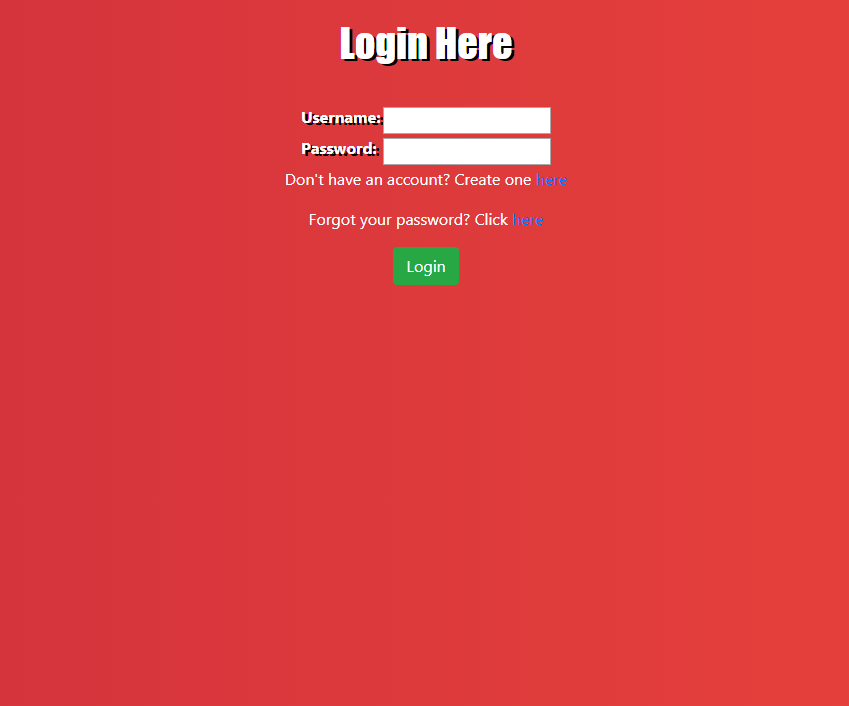 Login Here
Username:
Password:
Don't have an account? Create one here
Forgot your password? Click here
Login